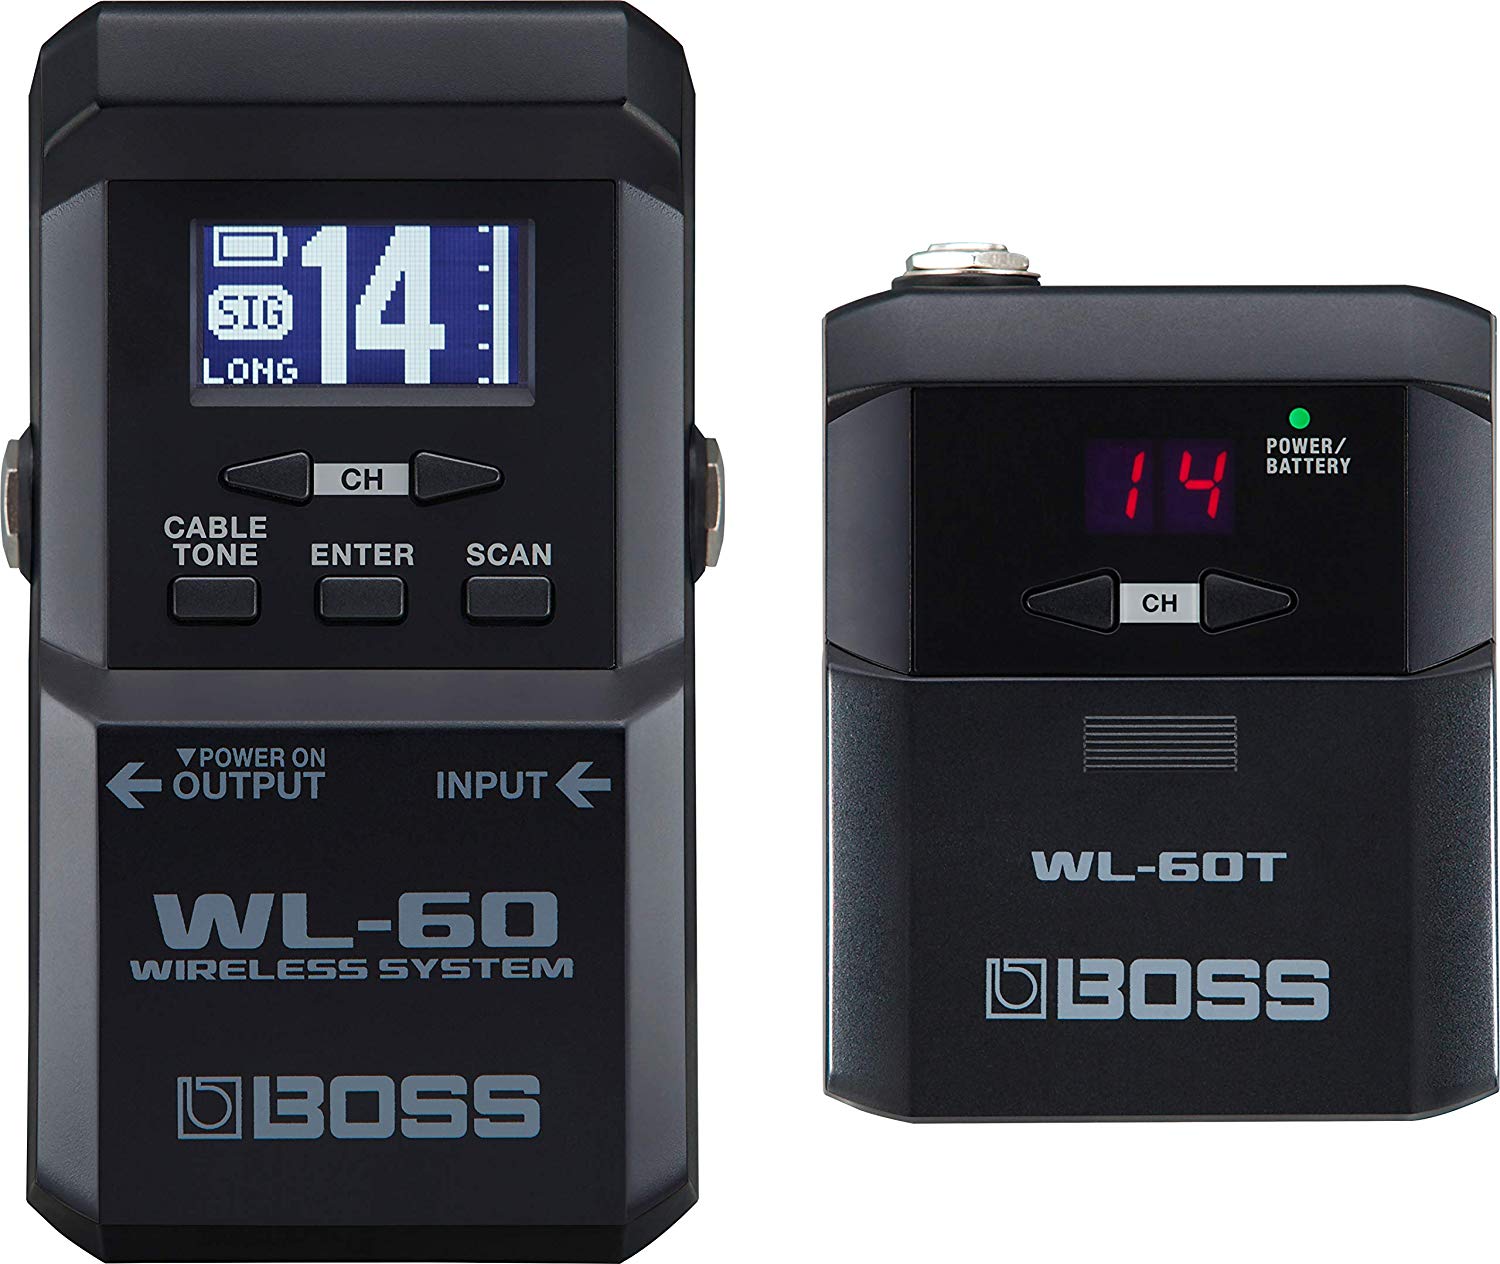 SIG
LONG
14
CH
CABLE
TONE
ENTER
SCAN
▼POWER ON
OUTPUT
INPUT
WL-60
WIRELESS SYSTEM
BOSS
14
POWER/
BATTERY
CH
WL-60T
BOSS